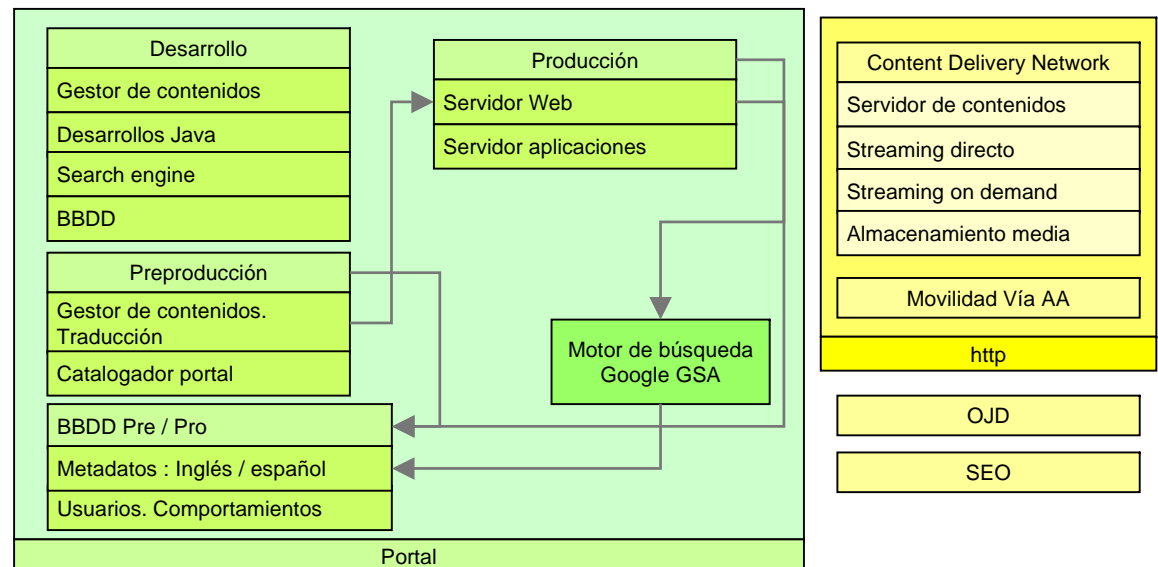 Desarrollo
Gestor de contenidos
Desarrollos Java
Search engine
BBDD
Preproducción
Gestor de contenidos.
Traducción
Catalogador portal
BBDD Pre / Pro
Metadatos : Inglés / español
Usuarios. Comportamientos
Producción
Servidor Web
Servidor aplicaciones
Motor de búsqueda
Google GSA
Portal
Content Delivery Network
Servidor de contenidos
Streaming directo
Streaming on demand
Almacenamiento media
Movilidad Vía AA
http
OJD
SEO